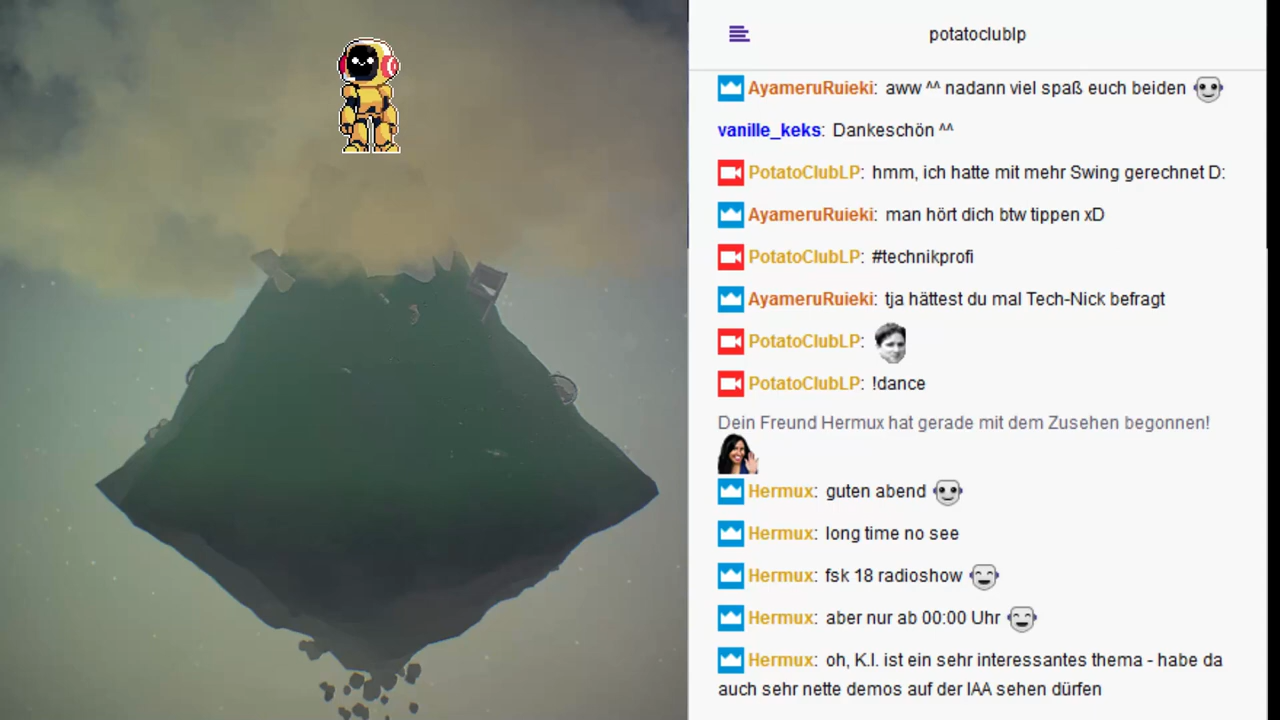 potatoclublp
AyameruRuieki: aww ^^ nadann viel spaß euch beiden
vanille_keks: Dankeschön ^^
PotatoClubLP: hmm, ich hatte mit mehr Swing gerechnet D:
AyameruRuieki: man hört dich btw tippen xD
PotatoClubLP: #technikprofi
AyameruRuieki: tja hättest du mal Tech-Nick befragt
PotatoClubLP:
PotatoClubLP: !dance
Dein Freund Hermux hat gerade mit dem Zusehen begonnen!
Hermux: guten abend
Hermux: long time no see
Hermux: fsk 18 radioshow
Hermux: aber nur ab 00:00 Uhr
Hermux: oh, K.I. ist ein sehr interessantes thema - habe da
auch sehr nette demos auf der IAA sehen dürfen